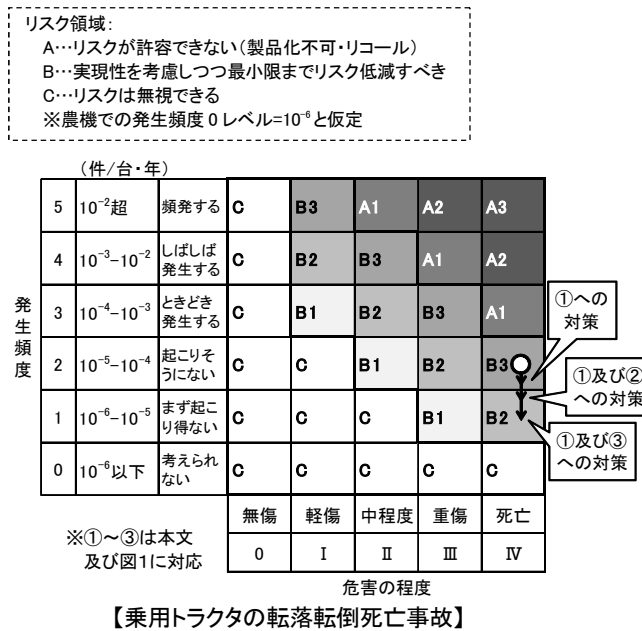 リスク領域:
A…リスクが許容できない(製品化不可・リコール)
B…実現性を考慮しつつ最小限までリスク低減すべき
C…リスクは無視できる
※農機での発生頻度0レベル=10⁻⁶と仮定
(件/台・年)
発生頻度
5 10⁻²超 頻発する C B3 A1 A2 A3
4 10⁻³−10⁻² しばしば発生する C B2 B3 A1 A2
3 10⁻⁴−10⁻³ ときどき発生する C B1 B2 B3 A1
2 10⁻⁵−10⁻⁴ 起こりそうにない C C B1 B2 B3
1 10⁻⁶−10⁻⁵ まず起こり得ない C C C B1 B2
0 10⁻⁶以下 考えられない C C C C C
①への
対策
①及び②
への対策
①及び③
への対策
無傷 軽傷 中程度 重傷 死亡
0 Ⅰ Ⅱ Ⅲ Ⅳ
※①~③は本文
及び図1に対応
危害の程度
【乗用トラクタの転落転倒死亡事故】